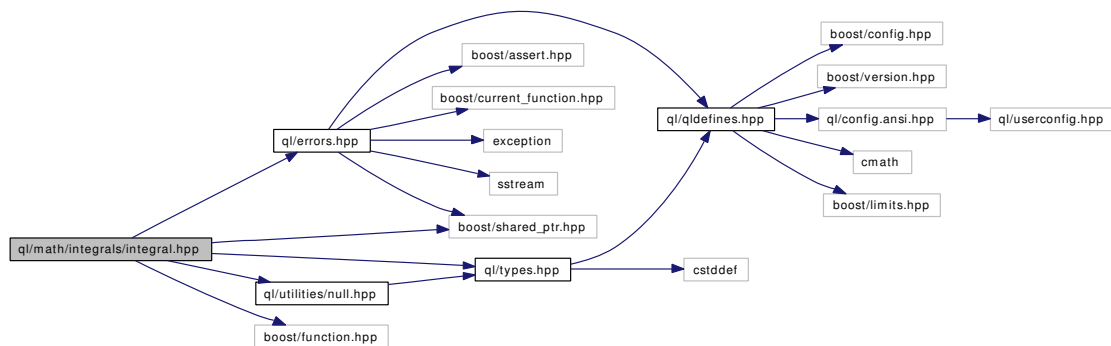 boost/config.hpp
boost/assert.hpp
boost/version.hpp
boost/current_function.hpp
ql/qldefines.hpp
ql/config.ansi.hpp
ql/userconfig.hpp
ql/errors.hpp
exception
cmath
sstream
boost/limits.hpp
boost/shared_ptr.hpp
ql/math/integrals/integral.hpp
ql/types.hpp
cstddef
ql/utilities/null.hpp
boost/function.hpp